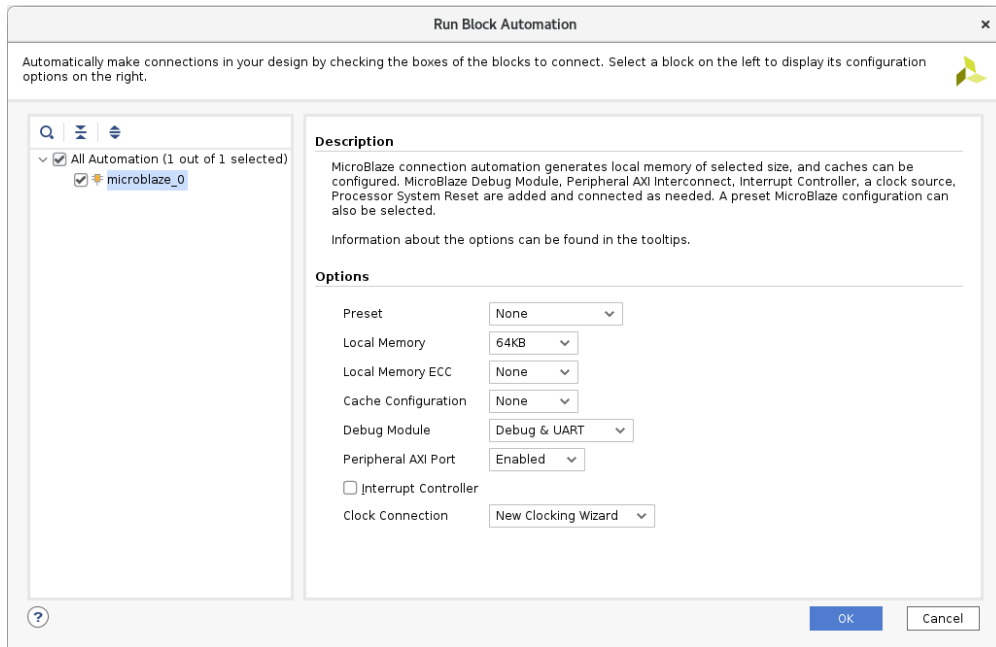 Run Block Automation
Automatically make connections in your design by checking the boxes of the blocks to connect. Select a block on the left to display its configuration
options on the right.
All Automation (1 out of 1 selected)
microblaze_0
Description
MicroBlaze connection automation generates local memory of selected size, and caches can be
configured. MicroBlaze Debug Module, Peripheral AXI Interconnect, Interrupt Controller, a clock source,
Processor System Reset are added and connected as needed. A preset MicroBlaze configuration can
also be selected.
Information about the options can be found in the tooltips.
Options
Preset None
Local Memory 64KB
Local Memory ECC None
Cache Configuration None
Debug Module Debug & UART
Peripheral AXI Port Enabled
Interrupt Controller
Clock Connection New Clocking Wizard
?
OK Cancel